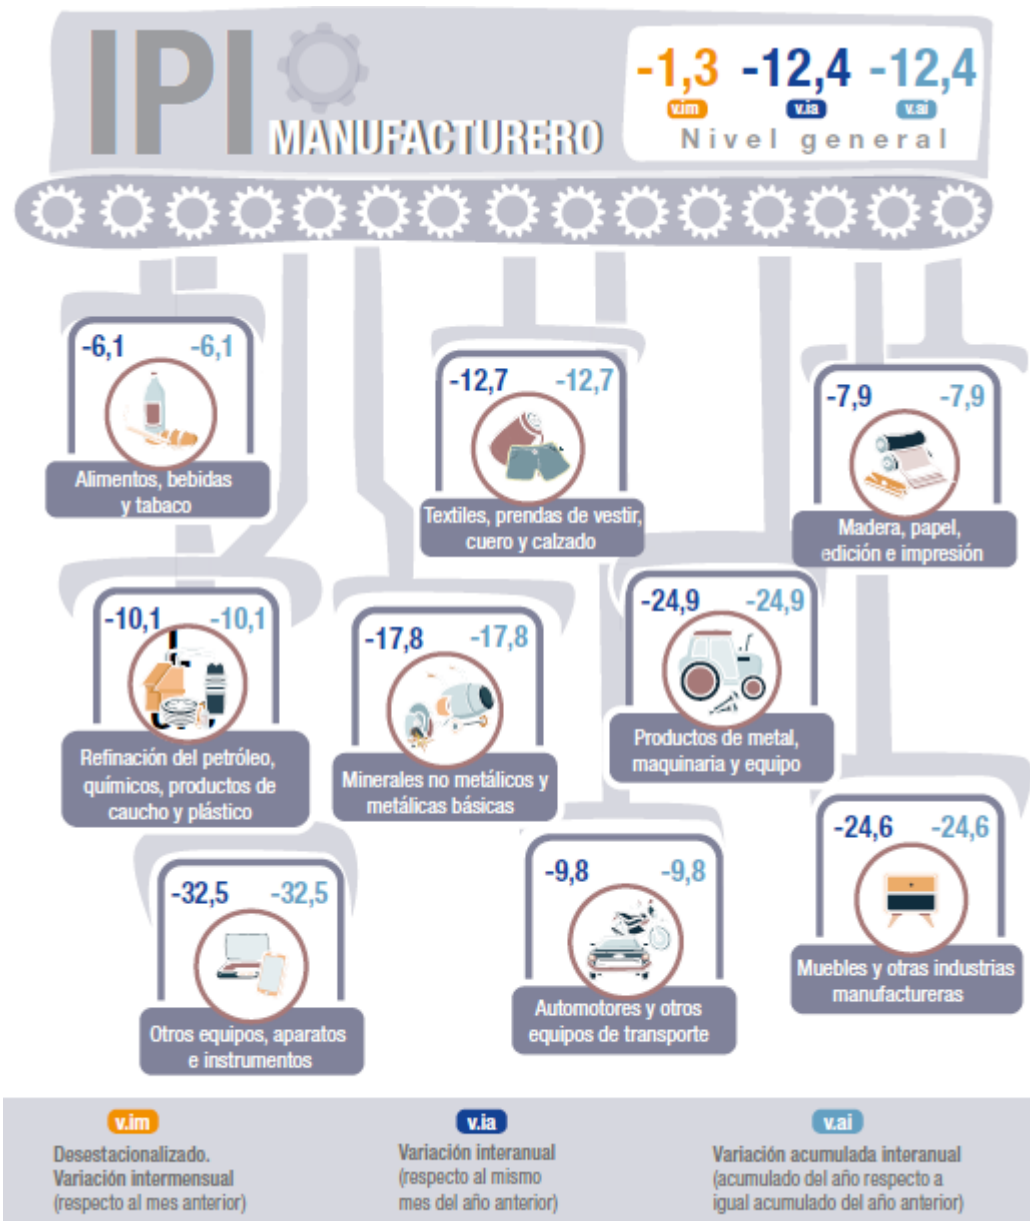 IPI
MANUFACTURERO
-1,3 -12,4 -12,4
v.im v.ia v.ai
Nivel general
-6,1 -6,1
Alimentos, bebidas
y tabaco
-12,7 -12,7
Textiles, prendas de vestir,
cuero y calzado
-7,9 -7,9
Madera, papel,
edición e impresión
-10,1 -10,1
Refinación del petróleo,
químicos, productos de
caucho y plástico
-17,8 -17,8
Minerales no metálicos y
metálicas básicas
-24,9 -24,9
Productos de metal,
maquinaria y equipo
-32,5 -32,5
Otros equipos, aparatos
e instrumentos
-9,8 -9,8
Automotores y otros
equipos de transporte
-24,6 -24,6
Muebles y otras industrias
manufactureras
v.im
Desestacionalizado.
Variación intermensual
(respecto al mes anterior)
v.ia
Variación interanual
(respecto al mismo
mes del año anterior)
v.ai
Variación acumulada interanual
(acumulado del año respecto a
igual acumulado del año anterior)